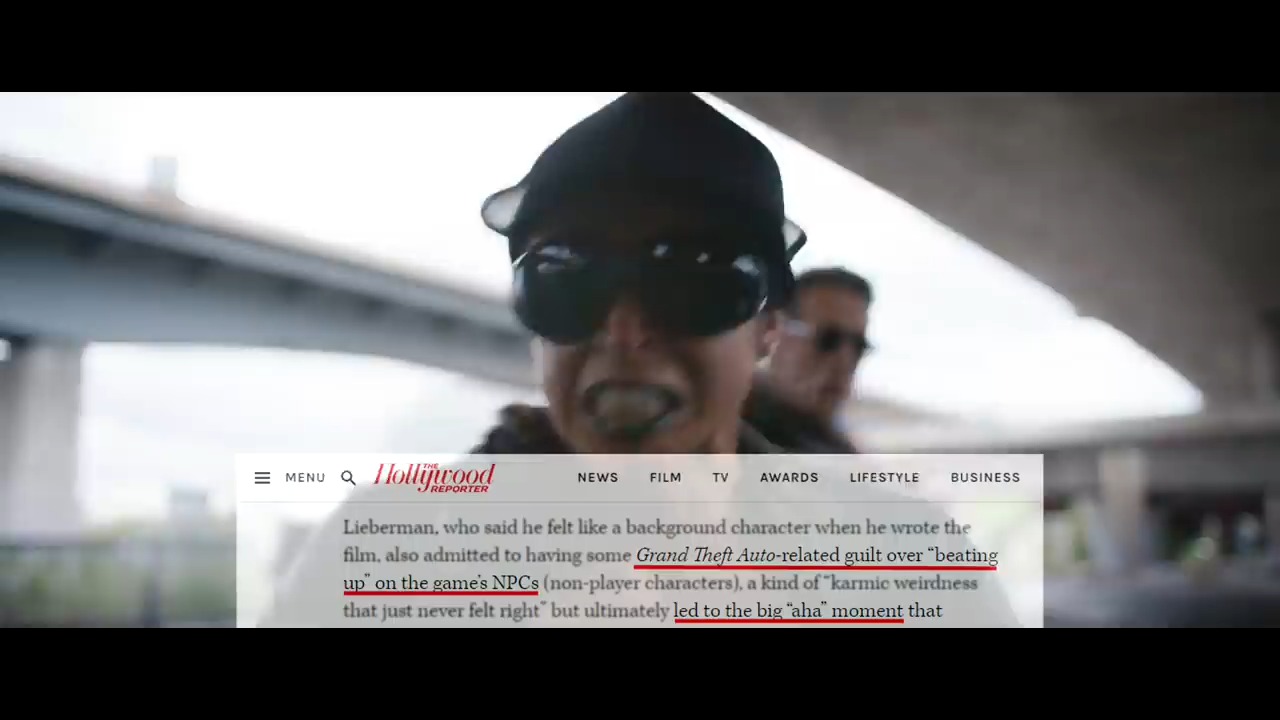 MENU
THE
Hollywood
REPORTER
NEWS FILM TV AWARDS LIFESTYLE BUSINESS
Lieberman, who said he felt like a background character when he wrote the
film, also admitted to having some Grand Theft Auto-related guilt over “beating
up” on the game’s NPCs (non-player characters), a kind of “karmic weirdness
that just never felt right” but ultimately led to the big “aha” moment that